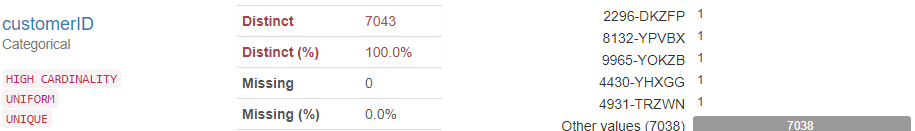 customerID
Categorical
HIGH CARDINALITY
UNIFORM
UNIQUE
Distinct 7043
Distinct (%) 100.0%
Missing 0
Missing (%) 0.0%
2296-DKZFP 1
8132-YPVBX 1
9965-YOKZB 1
4430-YHXGG 1
4931-TRZWN 1
Other values (7038) 7038